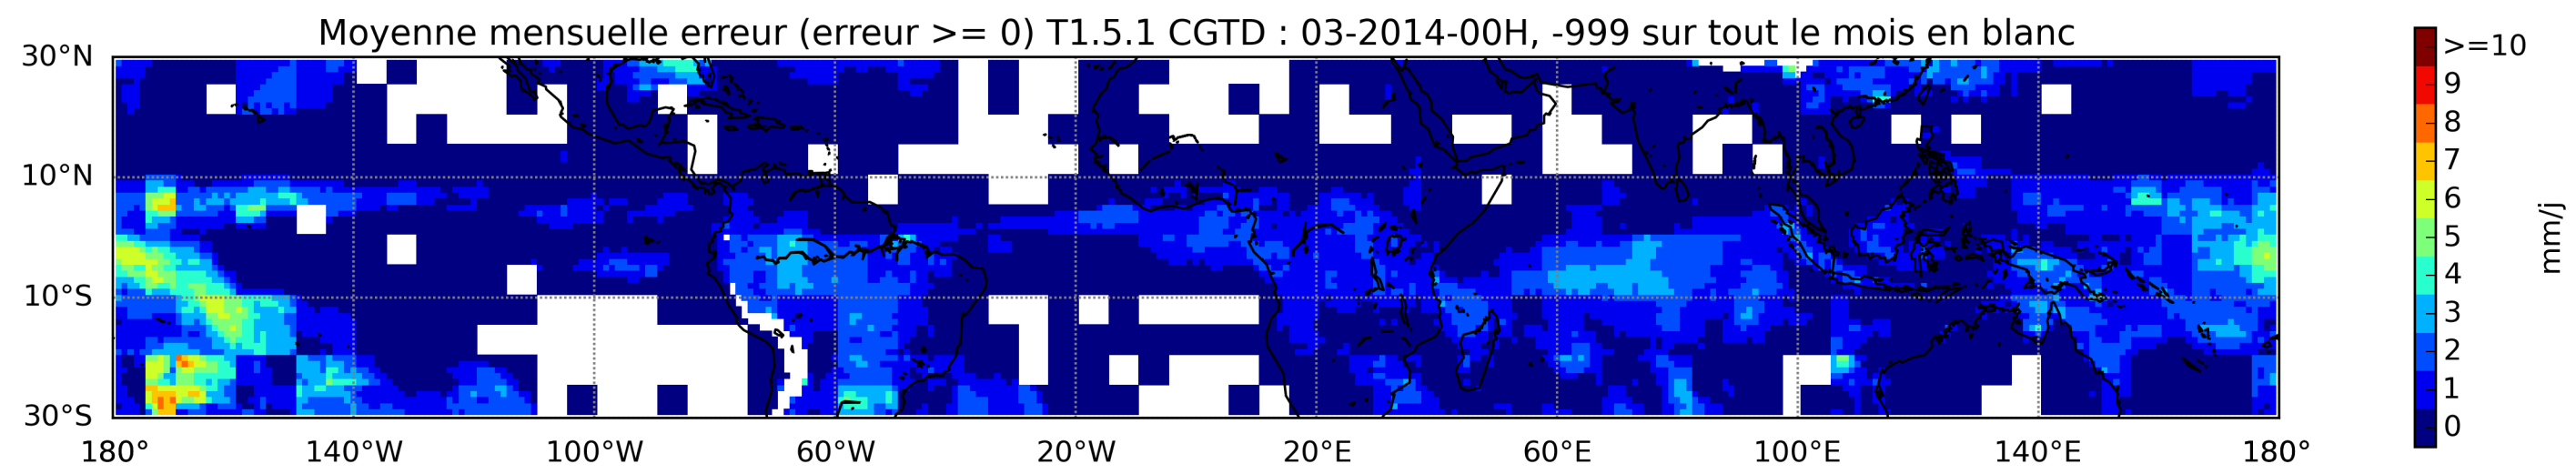 Moyenne mensuelle erreur (erreur >= 0) T1.5.1 CGTD : 03-2014-00H, -999 sur tout le mois en blanc
30°N
10°N
10°S
30°S
180°
140°W
100°W
60°W
20°W
20°E
60°E
100°E
140°E
180°
>=10
9
8
7
6
5
4
3
2
1
0
mm/j